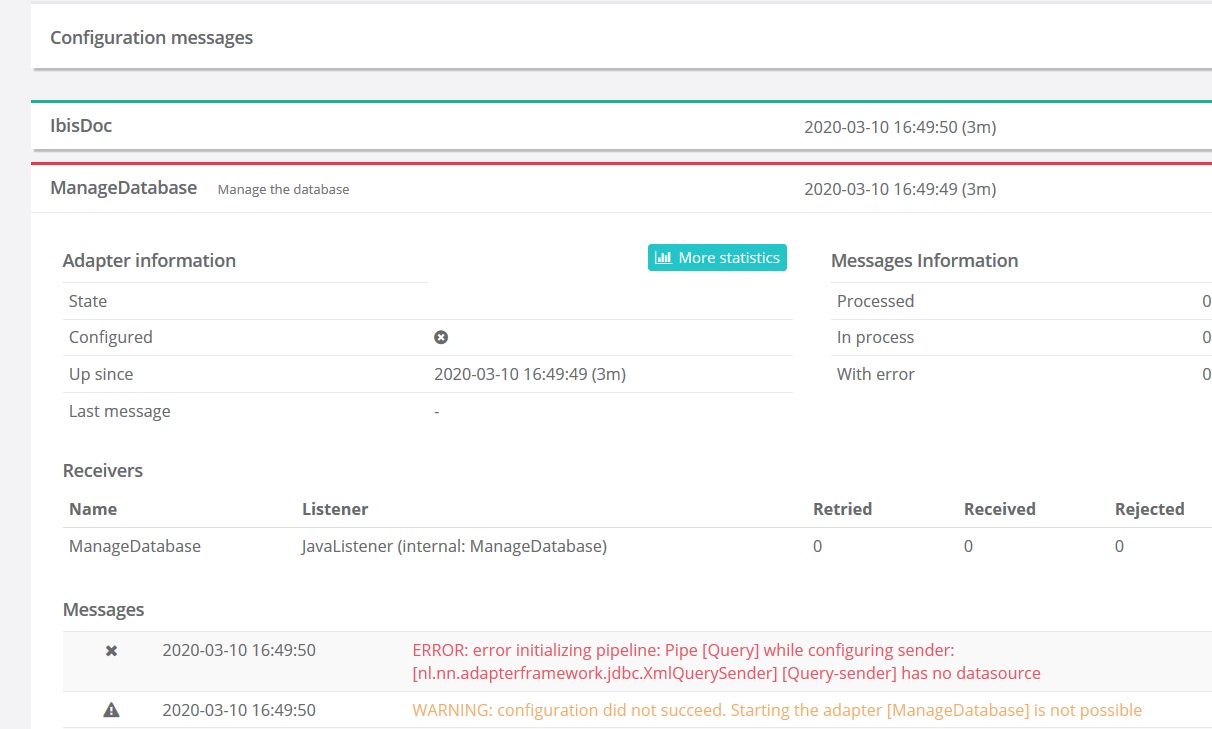 Configuration messages
IbisDoc 2020-03-10 16:49:50 (3m)
ManageDatabase Manage the database 2020-03-10 16:49:49 (3m)
Adapter information More statistics Messages Information
State Processed 0
Configured In process 0
Up since 2020-03-10 16:49:49 (3m) With error 0
Last message -
Receivers
Name Listener Retried Received Rejected
ManageDatabase JavaListener (internal: ManageDatabase) 0 0 0
Messages
2020-03-10 16:49:50 ERROR: error initializing pipeline: Pipe [Query] while configuring sender:
[nl.nn.adapterframework.jdbc.XmlQuerySender] [Query-sender] has no datasource
2020-03-10 16:49:50 WARNING: configuration did not succeed. Starting the adapter [ManageDatabase] is not possible